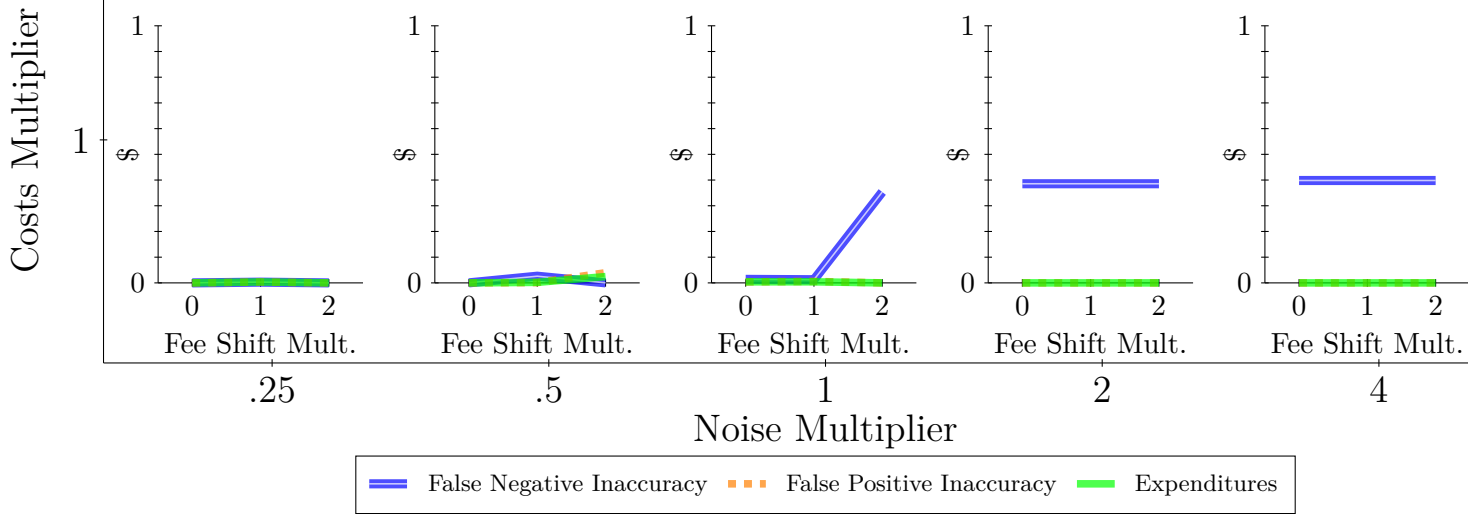 Costs Multiplier
1
1 1 1 1 1
$ $ $ $ $
0 0 0 0 0
0 1 2 0 1 2 0 1 2 0 1 2 0 1 2
Fee Shift Mult. Fee Shift Mult. Fee Shift Mult. Fee Shift Mult. Fee Shift Mult.
.25 .5 1 2 4
Noise Multiplier
False Negative Inaccuracy False Positive Inaccuracy Expenditures